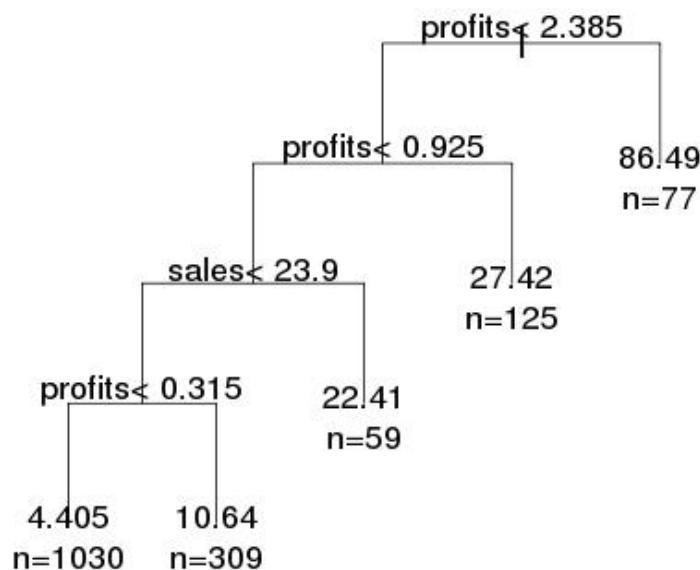 profits< 2.385
86.49
n=77
profits< 0.925
27.42
n=125
sales< 23.9
22.41
n=59
profits< 0.315
4.405
n=1030
10.64
n=309